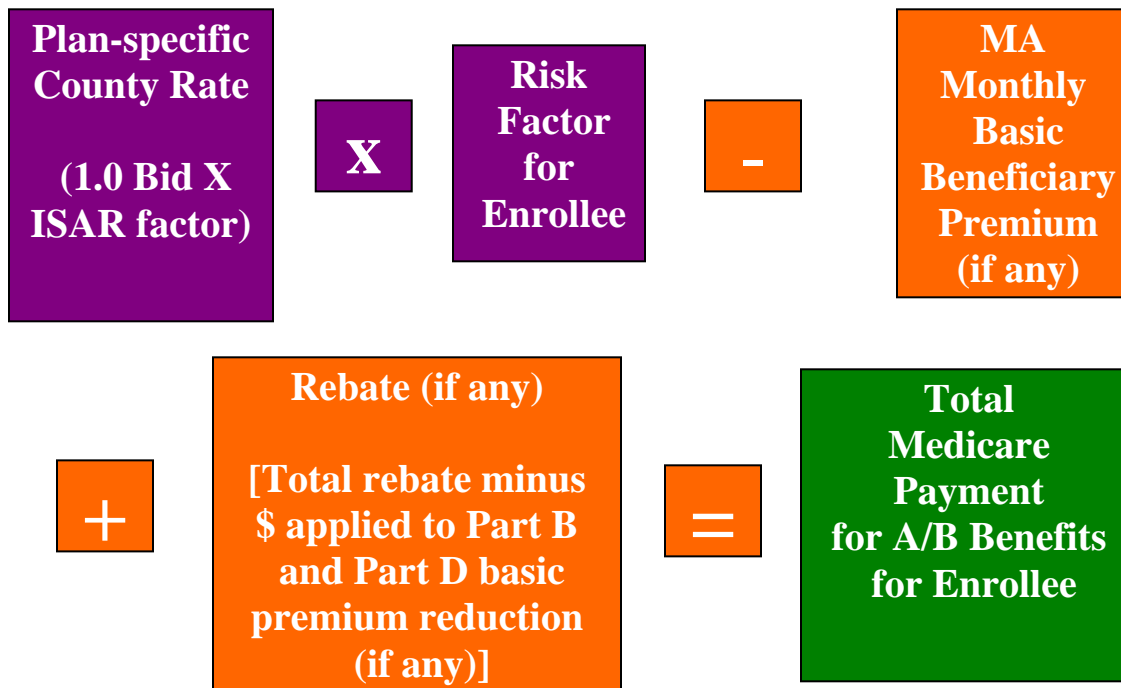 Plan-specific
County Rate
(1.0 Bid X
ISAR factor)
x
Risk
Factor
for
Enrollee
-
MA
Monthly
Basic
Beneficiary
Premium
(if any)
+
Rebate (if any)
[Total rebate minus
$ applied to Part B
and Part D basic
premium reduction
(if any)]
=
Total
Medicare
Payment
for A/B Benefits
for Enrollee